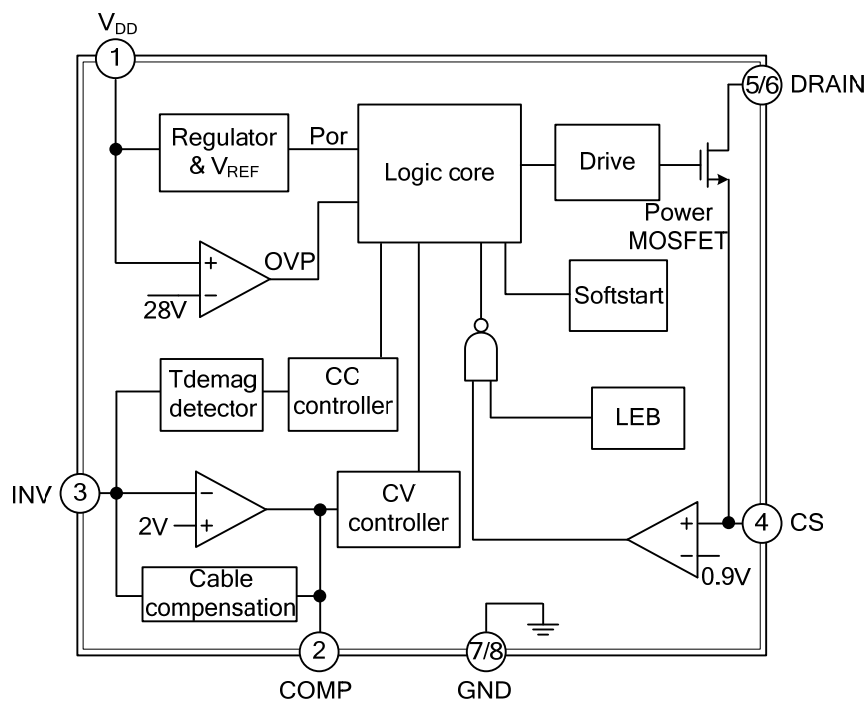 VDD
1
5/6 DRAIN
Regulator
& VREF
Por
Logic core
Drive
Power
MOSFET
+
−
28V
OVP
Softstart
Tdemag
detector
CC
controller
LEB
INV 3
−
2V +
CV
controller
+
−
0.9V
4 CS
Cable
compensation
2
COMP
7/8
GND